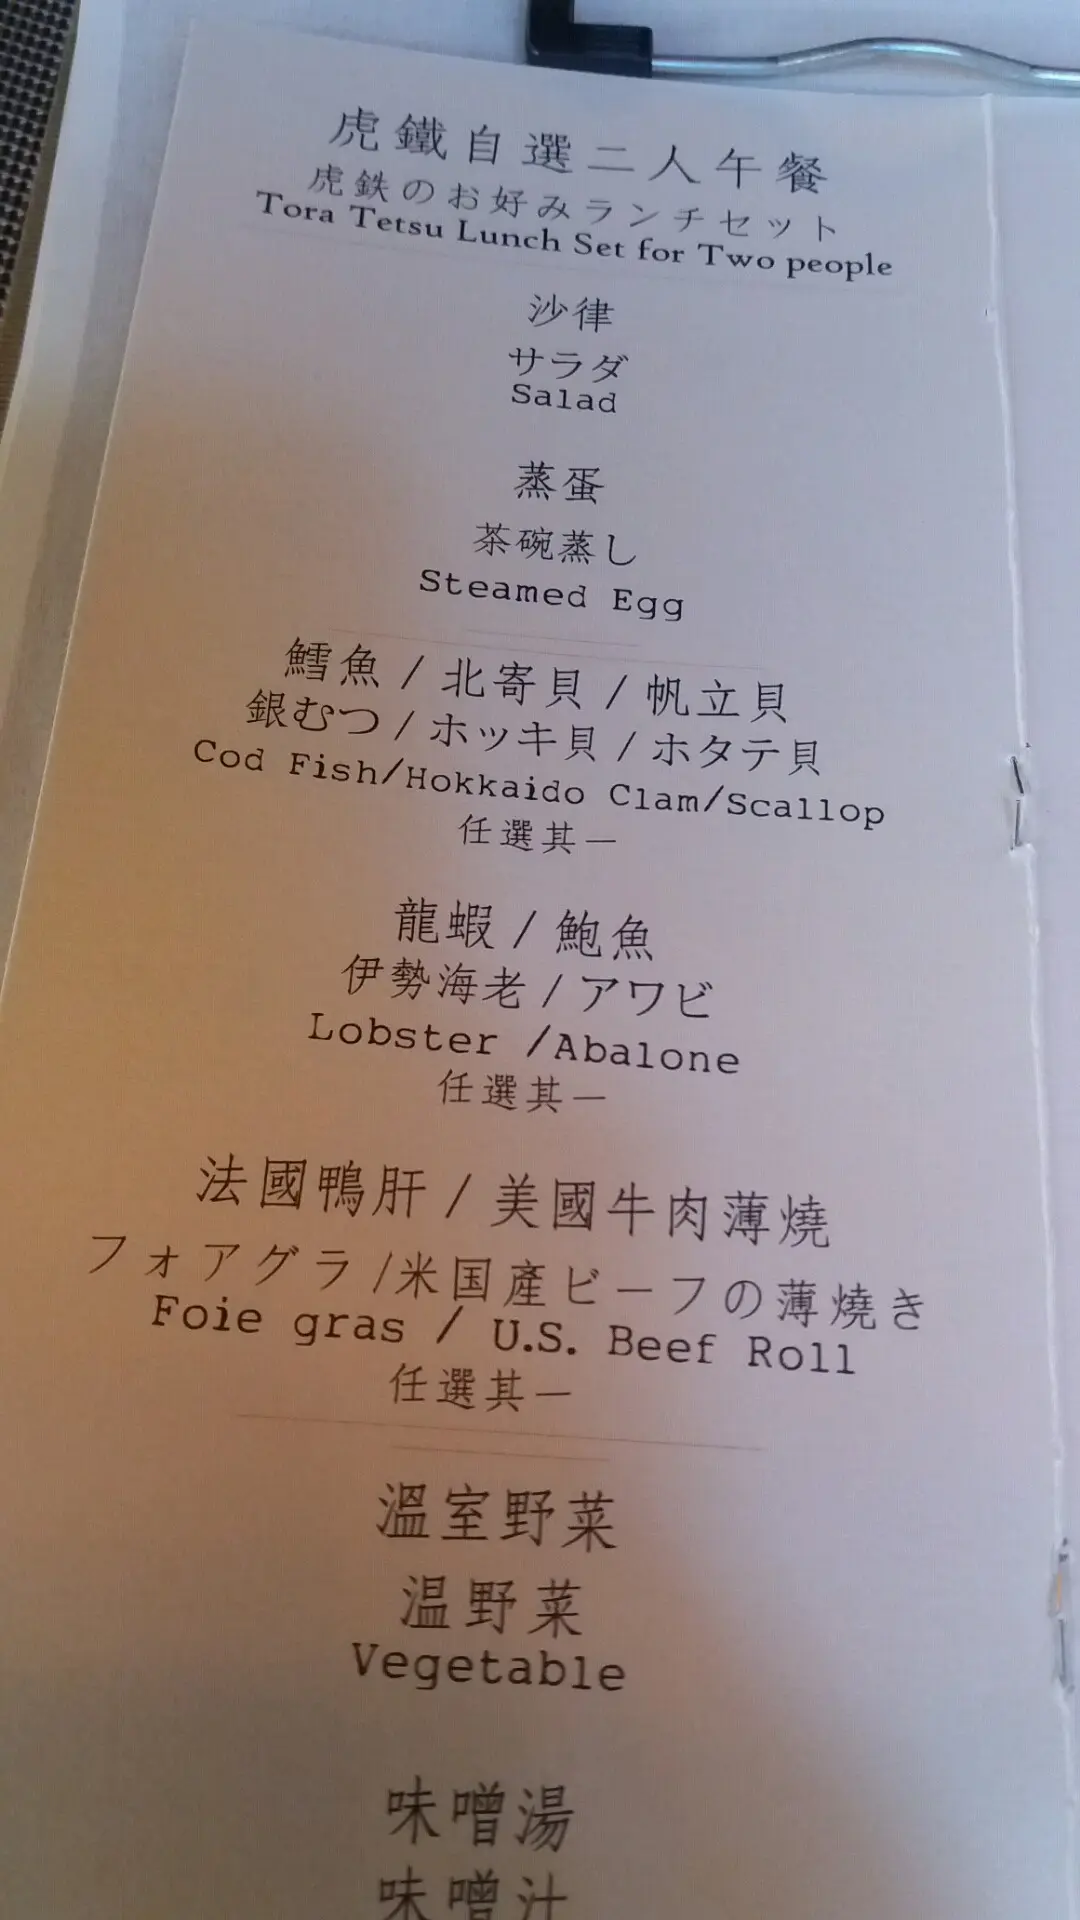 虎鐵自選二人午餐
虎鉄のお好みランチセット
Tora Tetsu Lunch Set for Two people
沙律
サラダ
Salad
蒸蛋
茶碗蒸し
Steamed Egg
鱈魚/北寄貝/帆立貝
銀むつ/ホッキ貝/ホタテ貝
Cod Fish/Hokkaido Clam/Scallop
任選其一
龍蝦/鮑魚
伊勢海老/アワビ
Lobster /Abalone
任選其一
法國鴨肝/美國牛肉薄燒
フォアグラ/米国產ビーフの薄燒き
Foie gras / U.S. Beef Roll
任選其一
溫室野菜
温野菜
Vegetable
味噌湯
味噌汁